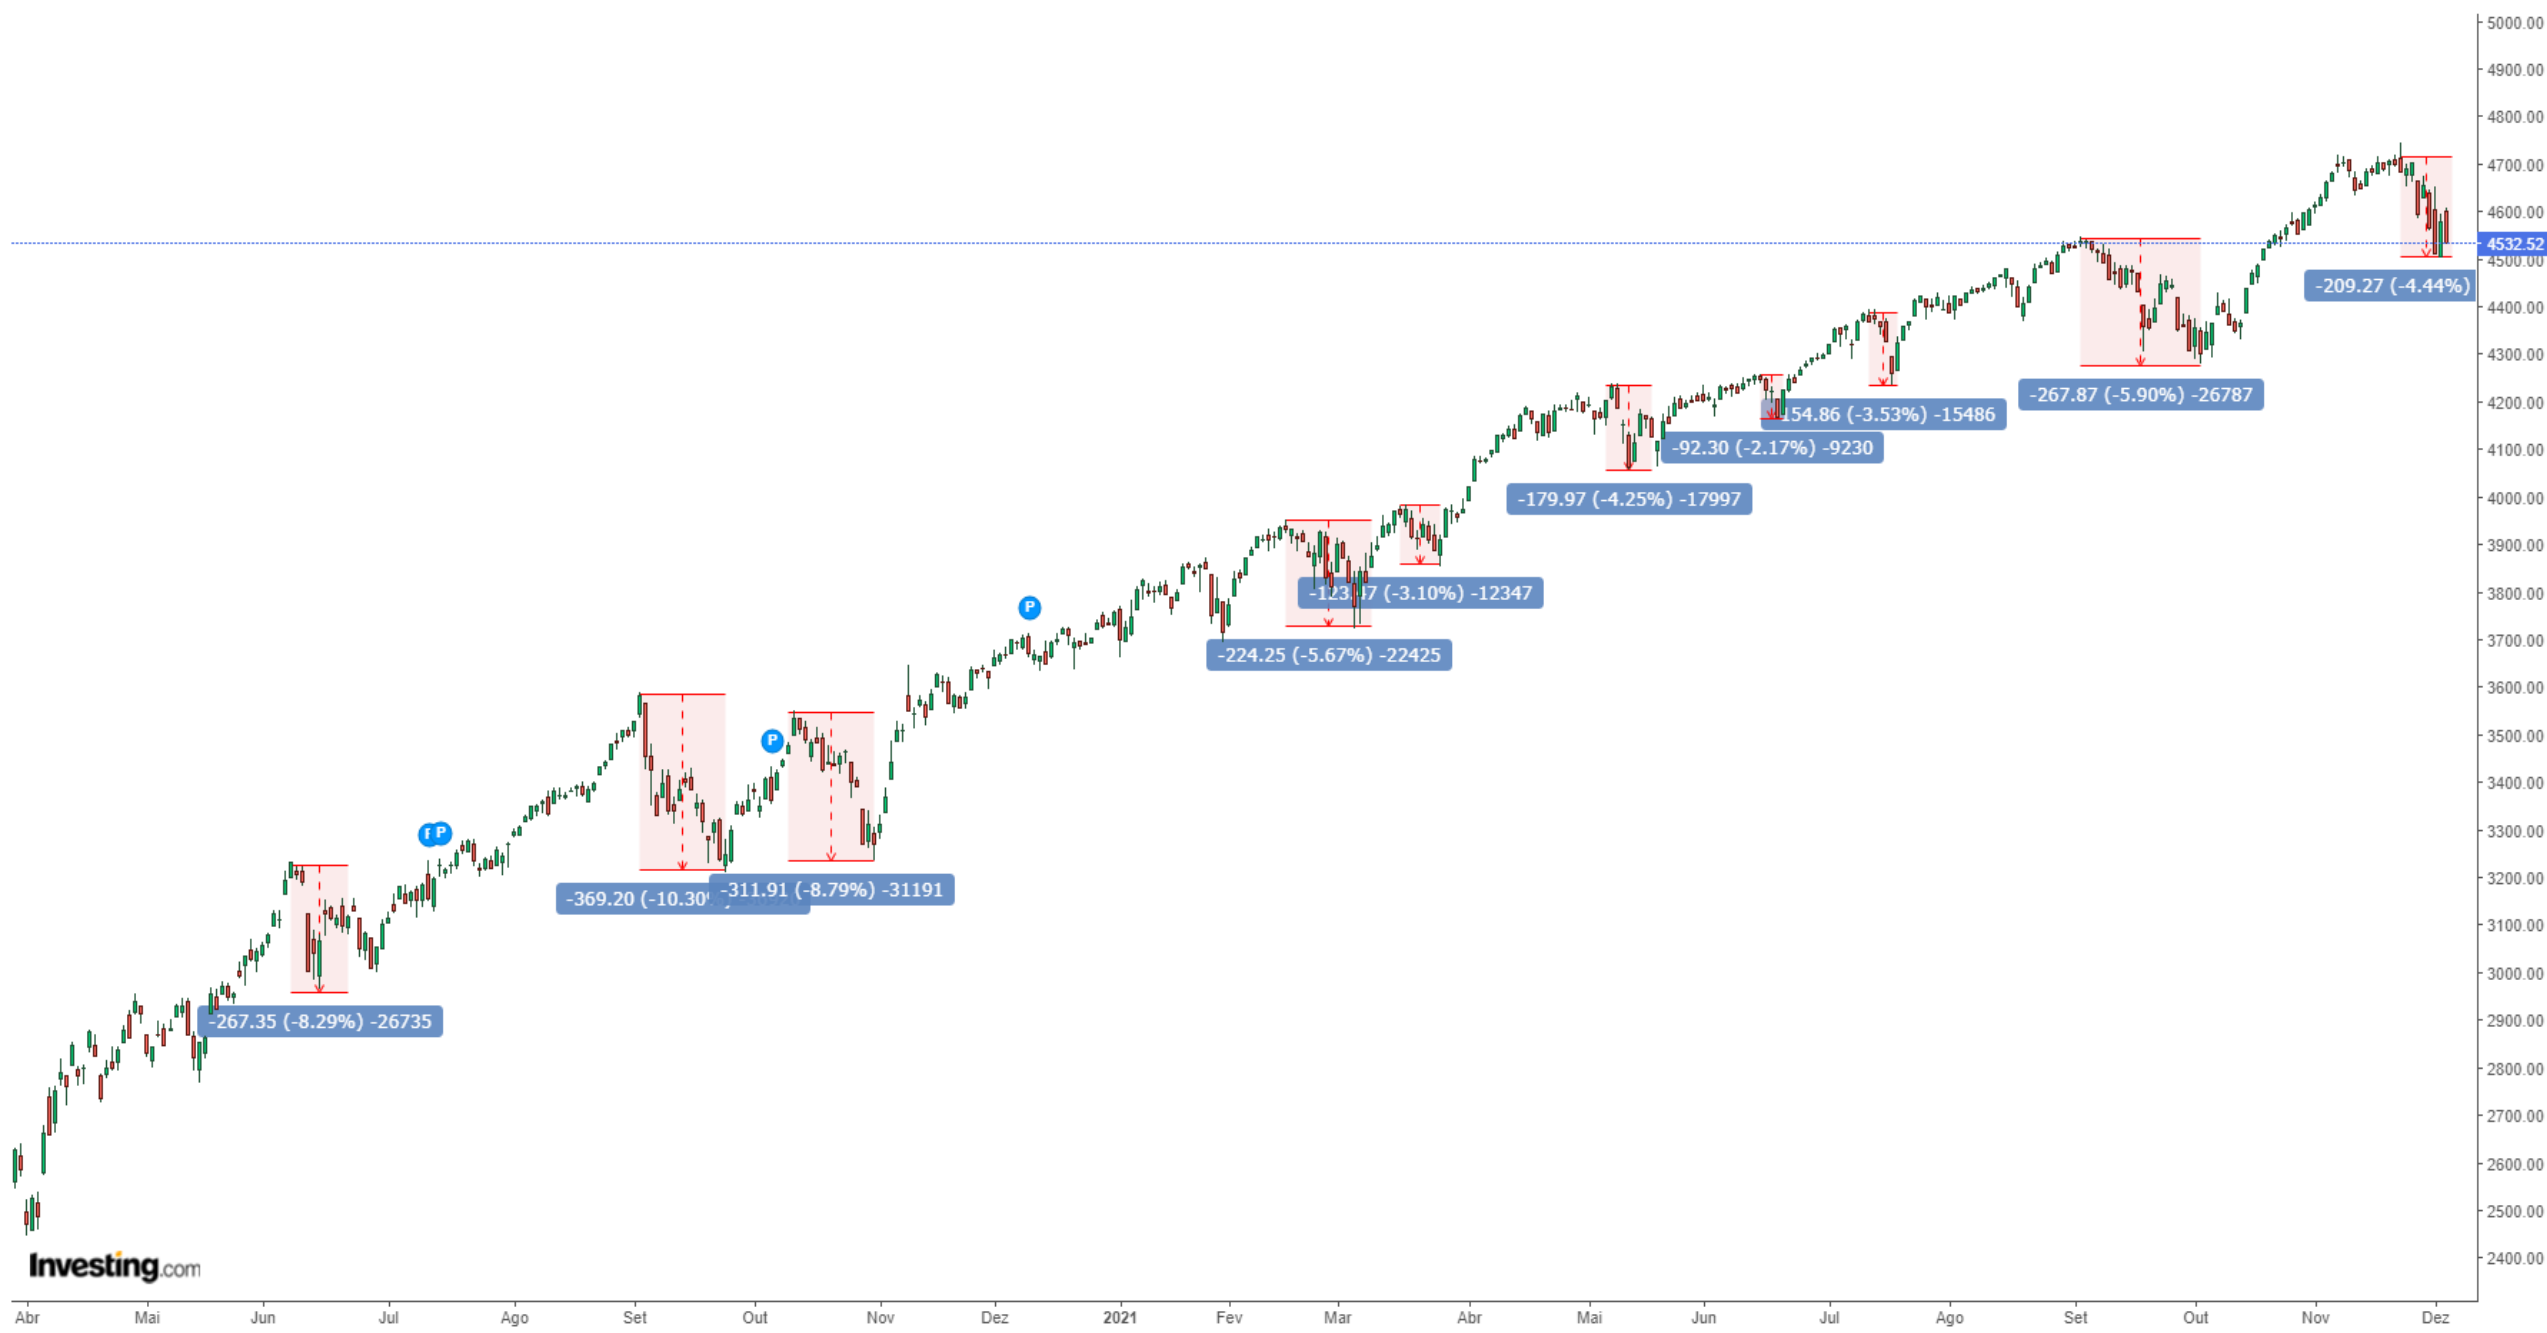 5000.00
4900.00
4800.00
4700.00
4600.00
4532.52
4500.00
4400.00
4300.00
4200.00
4100.00
4000.00
3900.00
3800.00
3700.00
3600.00
3500.00
3400.00
3300.00
3200.00
3100.00
3000.00
2900.00
2800.00
2700.00
2600.00
2500.00
2400.00
-209.27 (-4.44%)
-267.87 (-5.90%) -26787
154.86 (-3.53%) -15486
-92.30 (-2.17%) -9230
-179.97 (-4.25%) -17997
-123.47 (-3.10%) -12347
-224.25 (-5.67%) -22425
P
P
P
-369.20 (-10.30%
-311.91 (-8.79%) -31191
-267.35 (-8.29%) -26735
Investing.com
Abr Mai Jun Jul Ago Set Out Nov Dez 2021 Fev Mar Abr Mai Jun Jul Ago Set Out Nov Dez